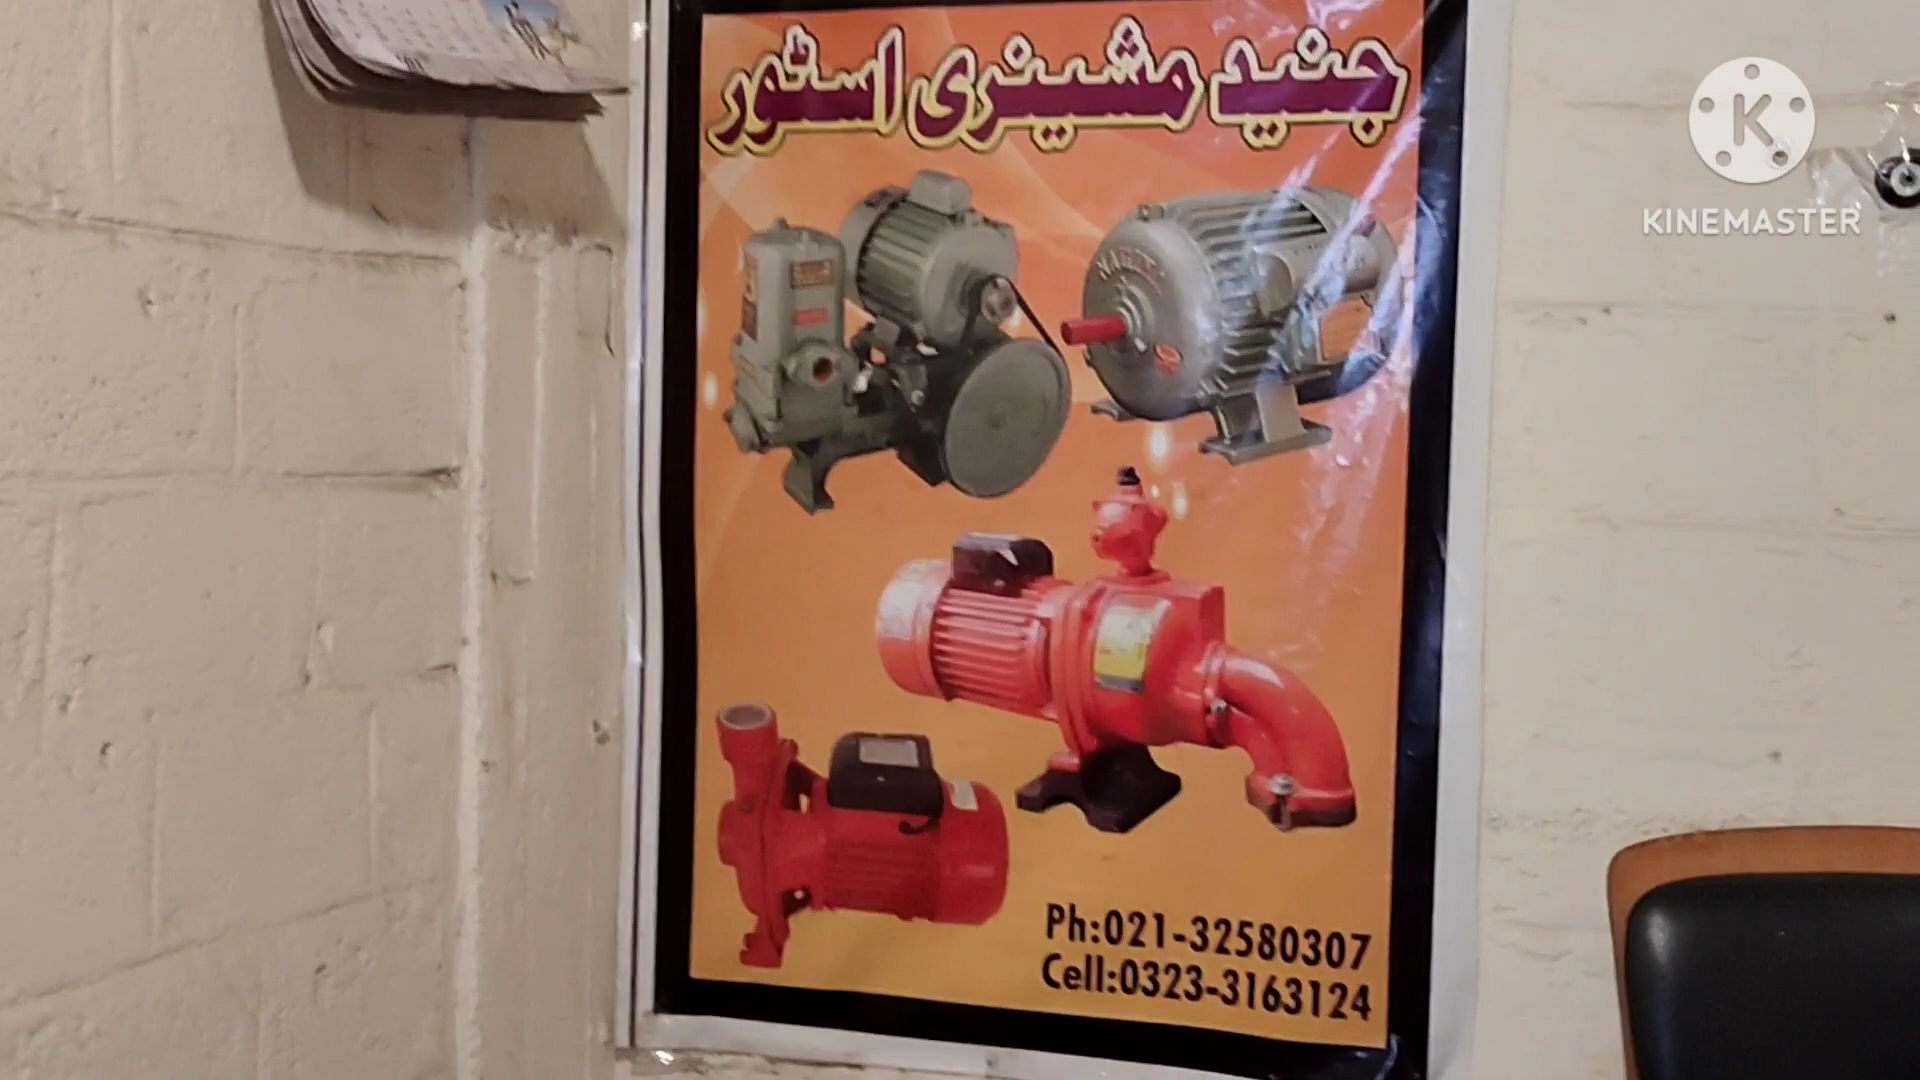 جنید مشینری اسٹور
K
KINEMASTER
Ph:021-32580307
Cell:0323-3163124